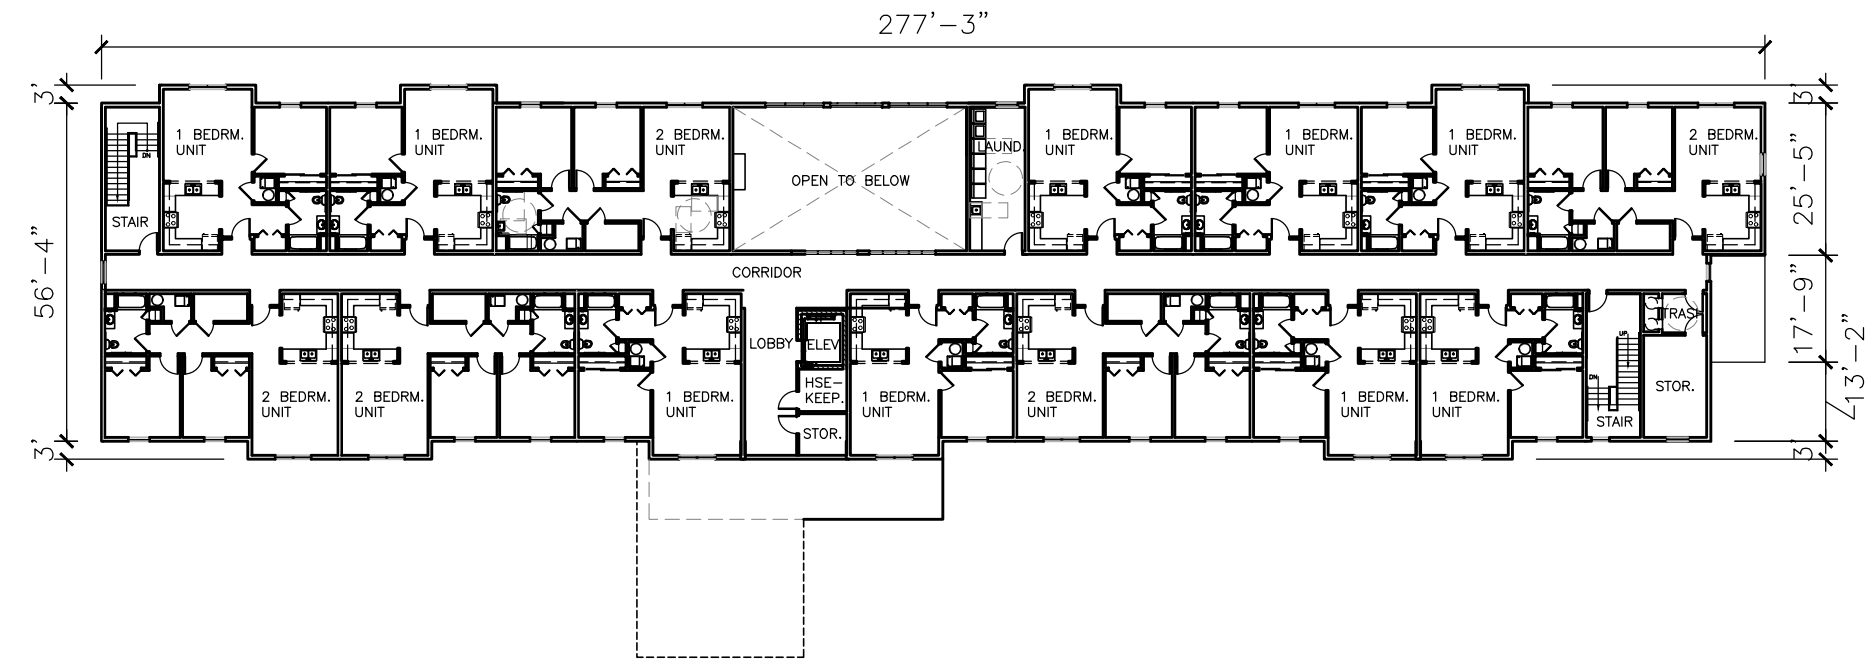 277'-3"
3'
3'
1 BEDRM.
UNIT
1 BEDRM.
UNIT
2 BEDRM.
UNIT
LAUND.
1 BEDRM.
UNIT
1 BEDRM.
UNIT
1 BEDRM.
UNIT
2 BEDRM.
UNIT
DN
OPEN TO BELOW
STAIR
25'-5"
CORRIDOR
56'-4"
17'-9"
TRASH
UP
LOBBY
ELEV.
DN
HSE-
KEEP.
STOR.
STOR.
STAIR
2 BEDRM.
UNIT
2 BEDRM.
UNIT
1 BEDRM.
UNIT
1 BEDRM.
UNIT
2 BEDRM.
UNIT
1 BEDRM.
UNIT
1 BEDRM.
UNIT
13'-2"
3'
3'